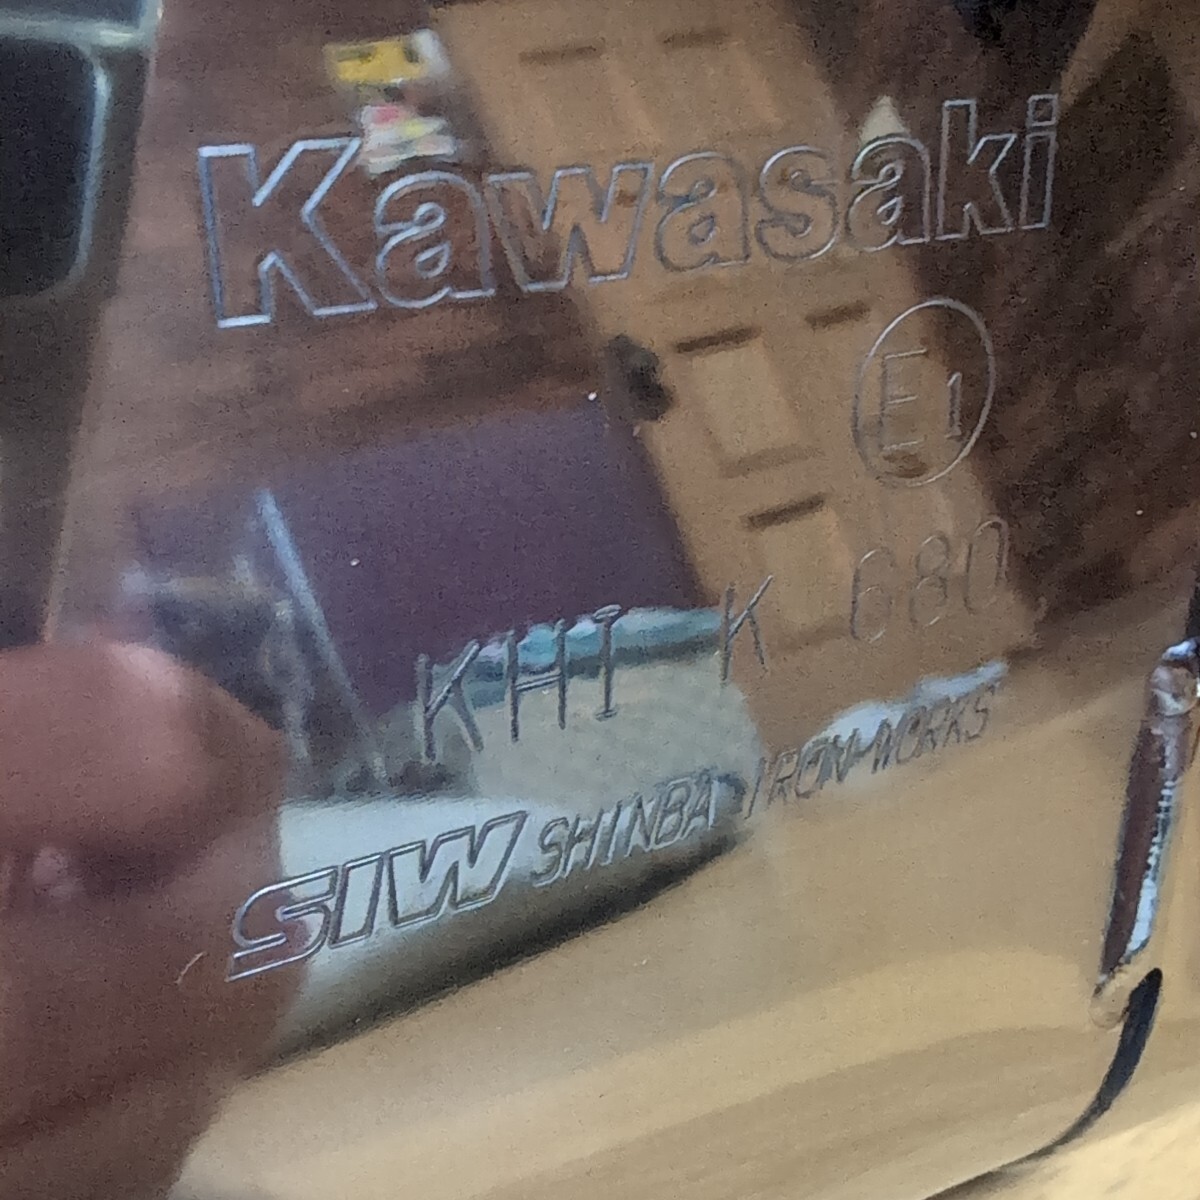 Kawasaki
E1
KHI K 680
SIW SHINBA IRON-WORKS